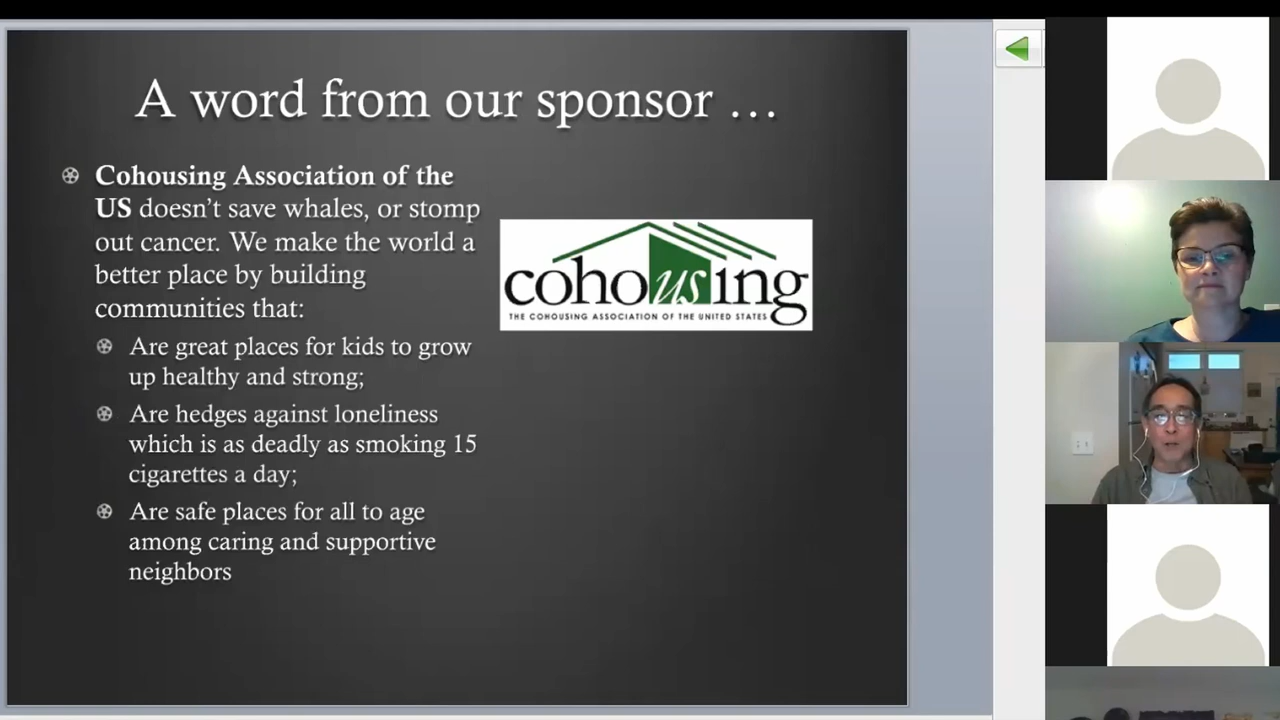 A word from our sponsor …
Cohousing Association of the
US doesn’t save whales, or stomp
out cancer. We make the world a
better place by building
communities that:
Are great places for kids to grow
up healthy and strong;
Are hedges against loneliness
which is as deadly as smoking 15
cigarettes a day;
Are safe places for all to age
among caring and supportive
neighbors
cohousing
THE COHOUSING ASSOCIATION OF THE UNITED STATES